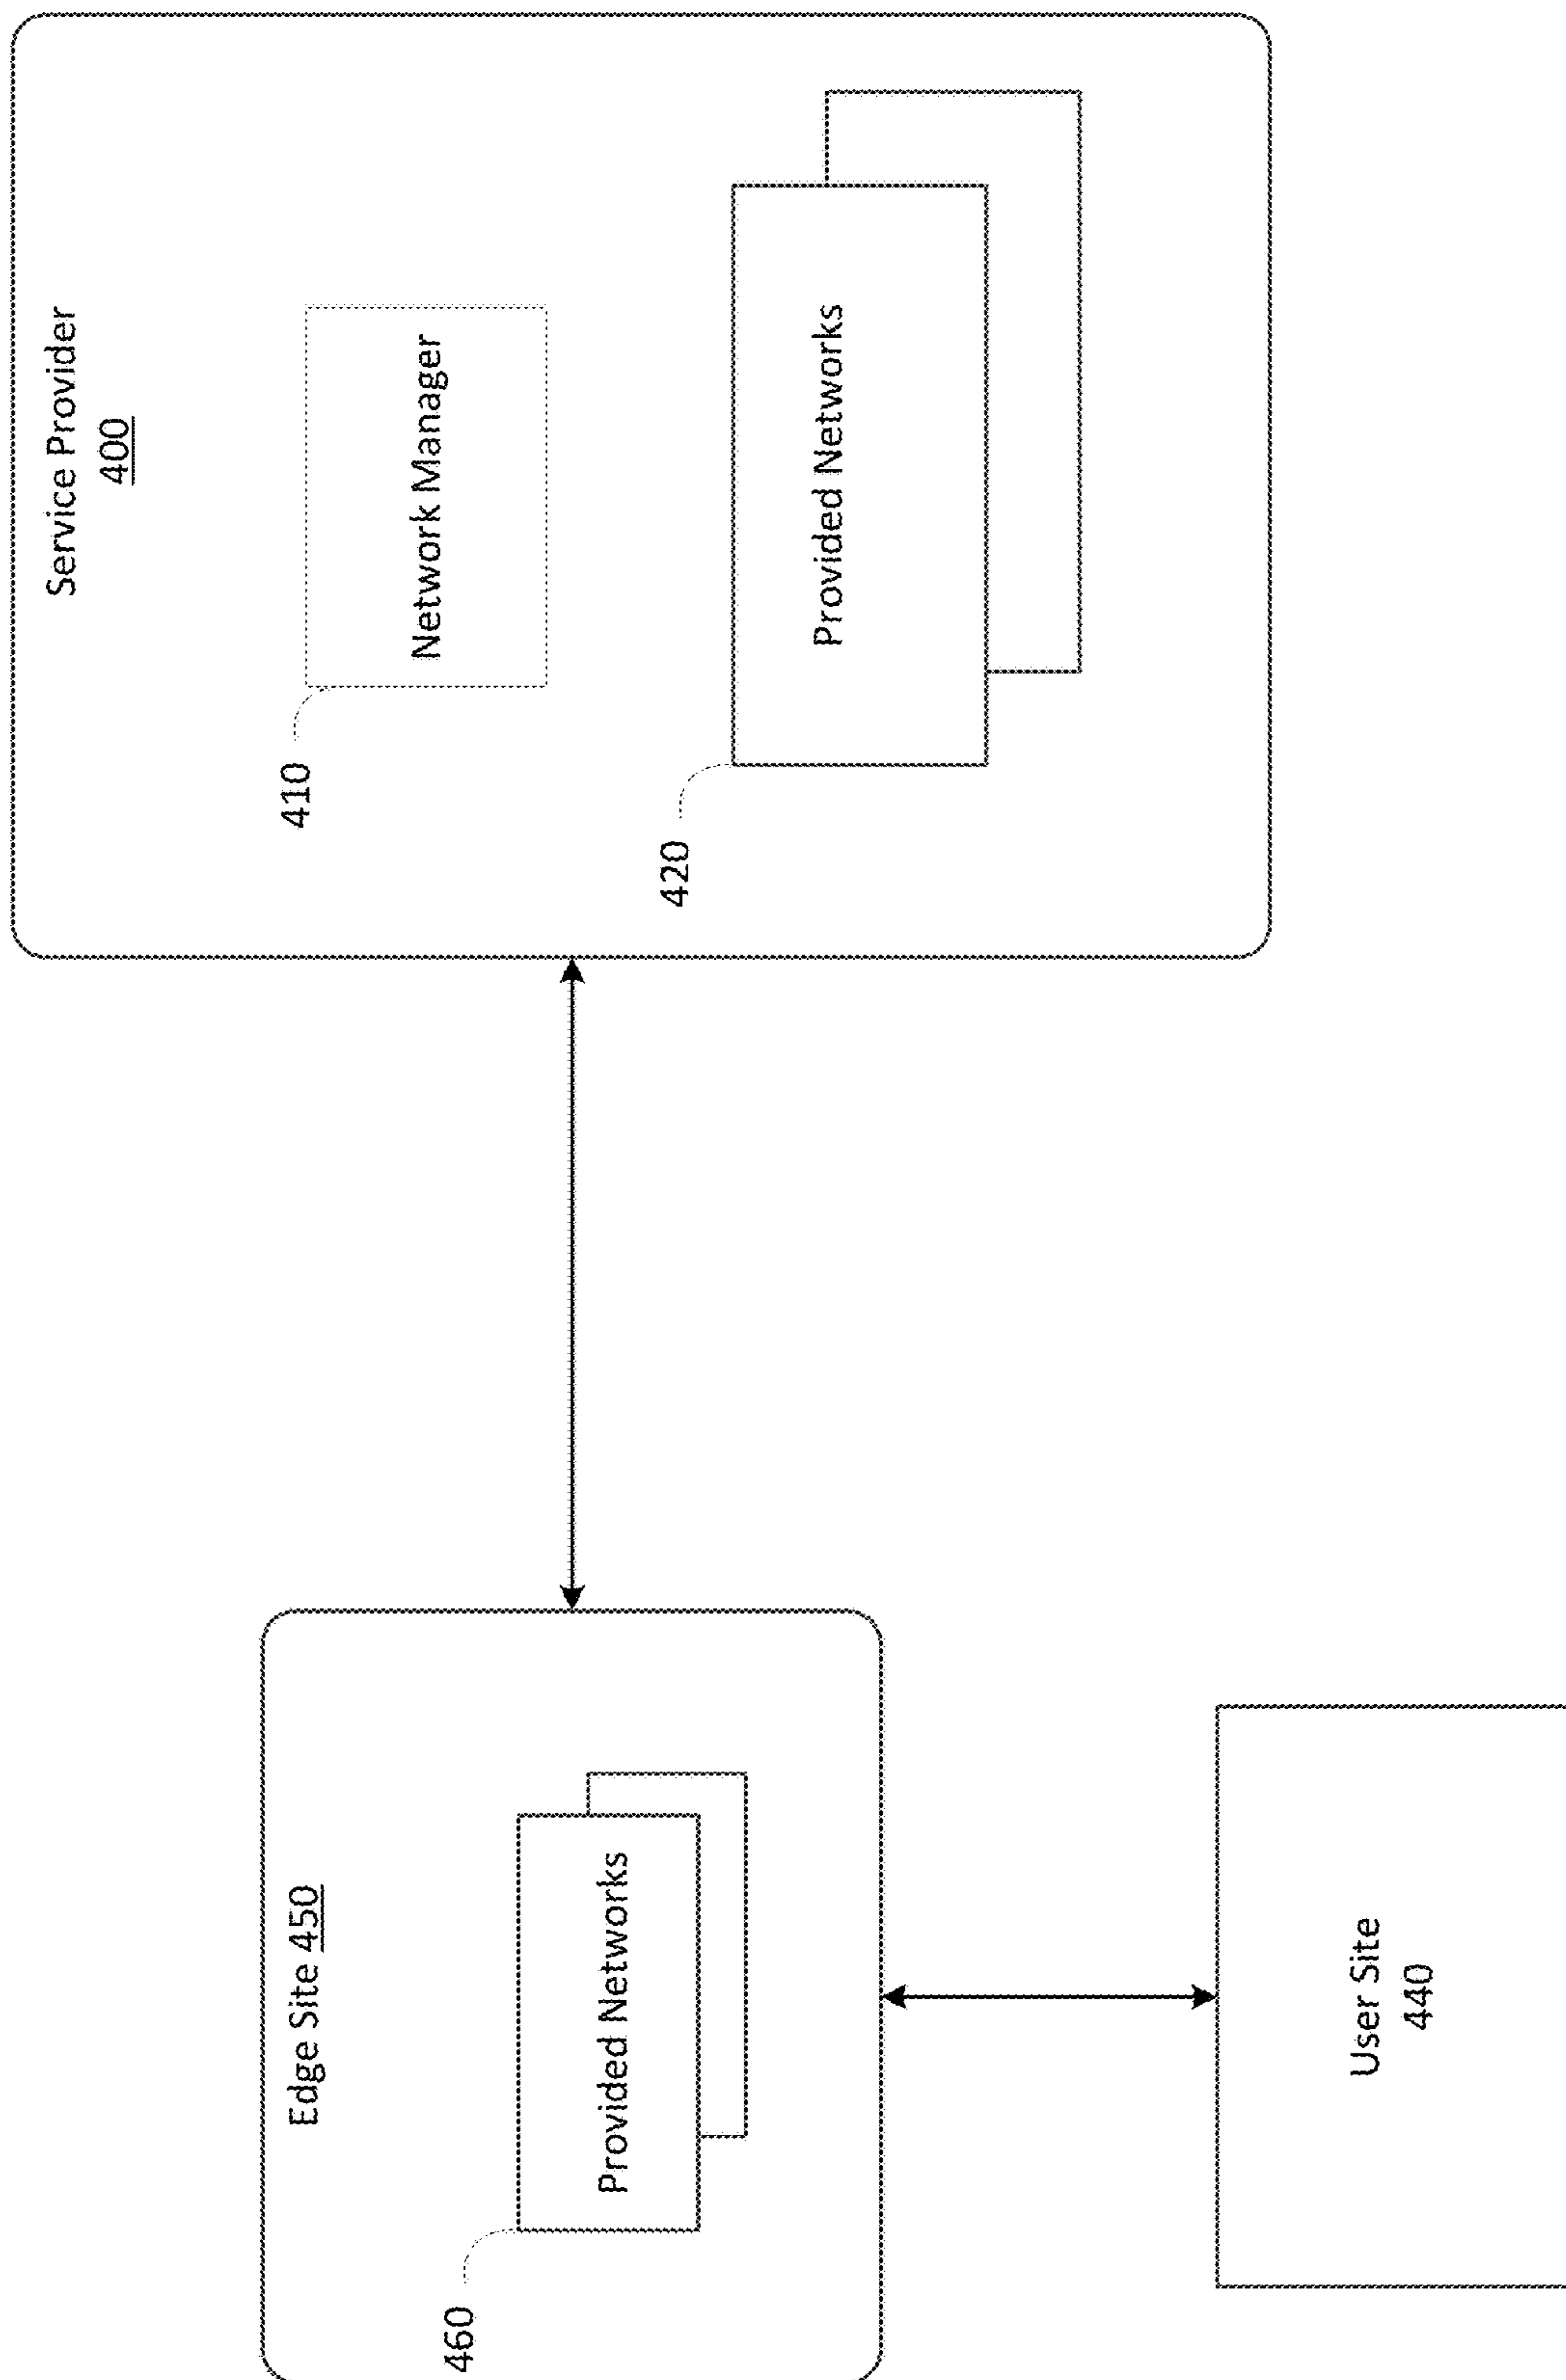 Edge Site 450
460
Provided Networks
User Site
440
Service Provider
400
410
Network Manager
420
Provided Networks